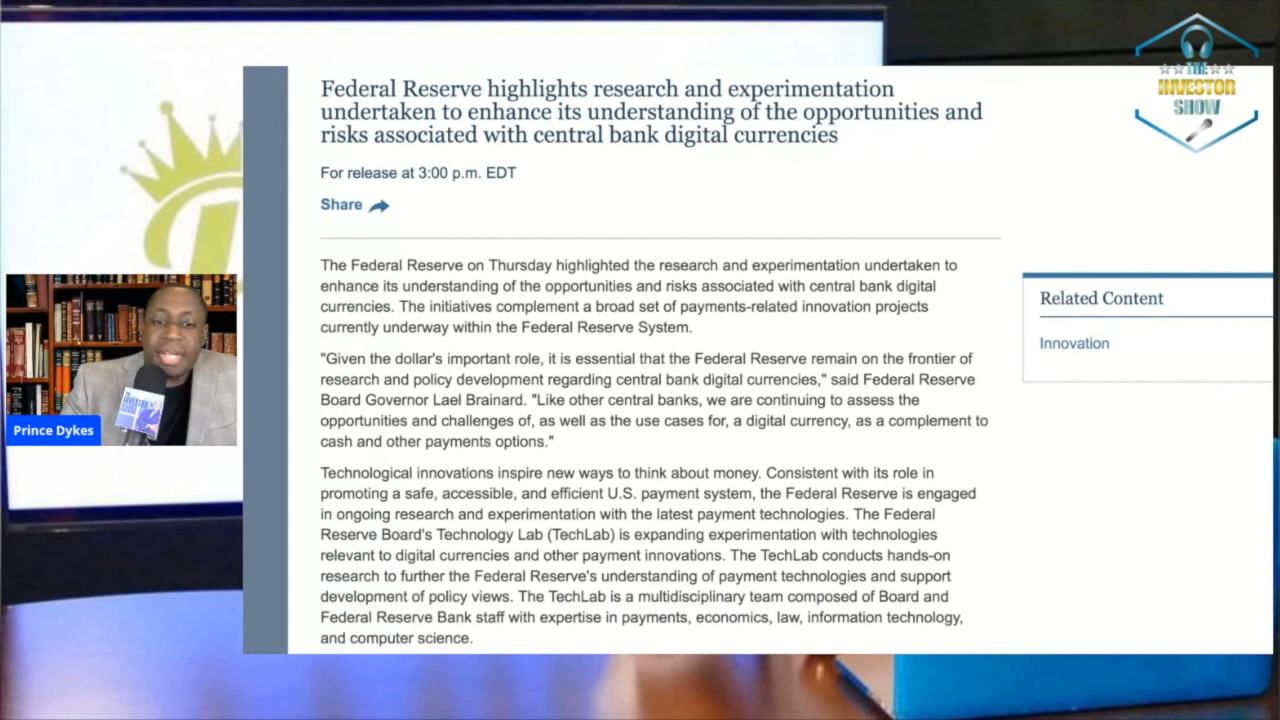 THE
INVESTOR
SHOW
Federal Reserve highlights research and experimentation
undertaken to enhance its understanding of the opportunities and
risks associated with central bank digital currencies
For release at 3:00 p.m. EDT
Share
The Federal Reserve on Thursday highlighted the research and experimentation undertaken to
enhance its understanding of the opportunities and risks associated with central bank digital
currencies. The initiatives complement a broad set of payments-related innovation projects
currently underway within the Federal Reserve System.
"Given the dollar's important role, it is essential that the Federal Reserve remain on the frontier of
research and policy development regarding central bank digital currencies," said Federal Reserve
Board Governor Lael Brainard. "Like other central banks, we are continuing to assess the
opportunities and challenges of, as well as the use cases for, a digital currency, as a complement to
cash and other payments options."
Technological innovations inspire new ways to think about money. Consistent with its role in
promoting a safe, accessible, and efficient U.S. payment system, the Federal Reserve is engaged
in ongoing research and experimentation with the latest payment technologies. The Federal
Reserve Board's Technology Lab (TechLab) is expanding experimentation with technologies
relevant to digital currencies and other payment innovations. The TechLab conducts hands-on
research to further the Federal Reserve's understanding of payment technologies and support
development of policy views. The TechLab is a multidisciplinary team composed of Board and
Federal Reserve Bank staff with expertise in payments, economics, law, information technology,
and computer science.
Related Content
Innovation
Prince Dykes